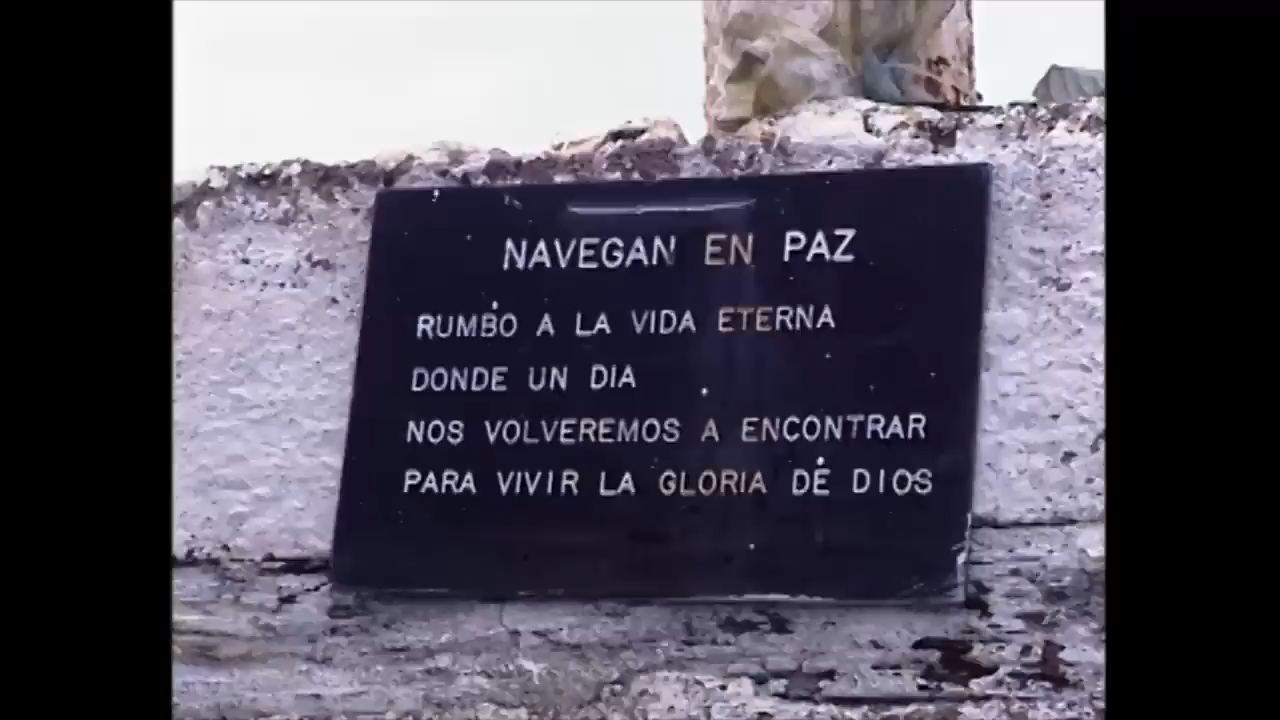 NAVEGAN EN PAZ
RUMBO A LA VIDA ETERNA
DONDE UN DIA
NOS VOLVEREMOS A ENCONTRAR
PARA VIVIR LA GLORIA DE DIOS